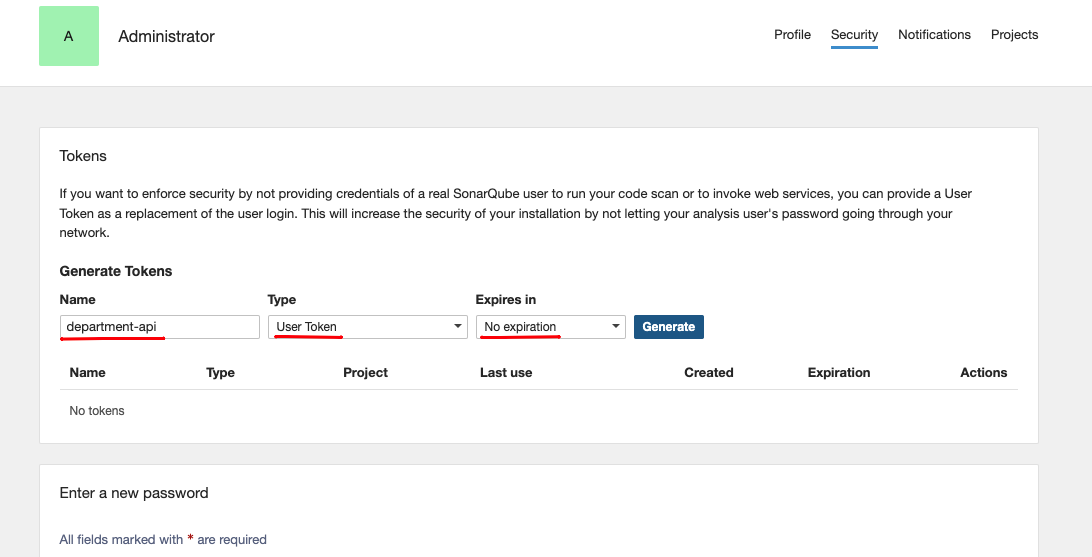 A
Administrator
Profile Security Notifications Projects
Tokens
If you want to enforce security by not providing credentials of a real SonarQube user to run your code scan or to invoke web services, you can provide a User
Token as a replacement of the user login. This will increase the security of your installation by not letting your analysis user's password going through your
network.
Generate Tokens
Name Type Expires in
department-api User Token No expiration Generate
Name Type Project Last use Created Expiration Actions
No tokens
Enter a new password
All fields marked with * are required